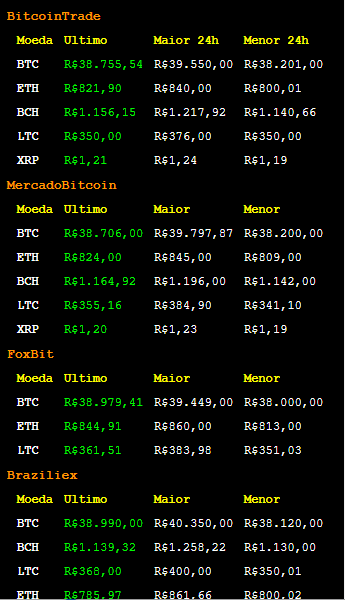 BitcoinTrade
Moeda Ultimo Maior 24h Menor 24h
BTC R$38.755,54 R$39.550,00 R$38.201,00
ETH R$821,90 R$840,00 R$800,01
BCH R$1.156,15 R$1.217,92 R$1.140,66
LTC R$350,00 R$376,00 R$350,00
XRP R$1,21 R$1,24 R$1,19
MercadoBitcoin
Moeda Ultimo Maior Menor
BTC R$38.706,00 R$39.797,87 R$38.200,00
ETH R$824,00 R$845,00 R$809,00
BCH R$1.164,92 R$1.196,00 R$1.142,00
LTC R$355,16 R$384,90 R$341,10
XRP R$1,20 R$1,23 R$1,19
FoxBit
Moeda Ultimo Maior Menor
BTC R$38.979,41 R$39.449,00 R$38.000,00
ETH R$844,91 R$860,00 R$813,00
LTC R$361,51 R$383,98 R$351,03
Braziliex
Moeda Ultimo Maior Menor
BTC R$38.990,00 R$40.350,00 R$38.120,00
BCH R$1.139,32 R$1.258,22 R$1.130,00
LTC R$368,00 R$400,00 R$350,01
ETH R$785,97 R$861,66 R$800,02